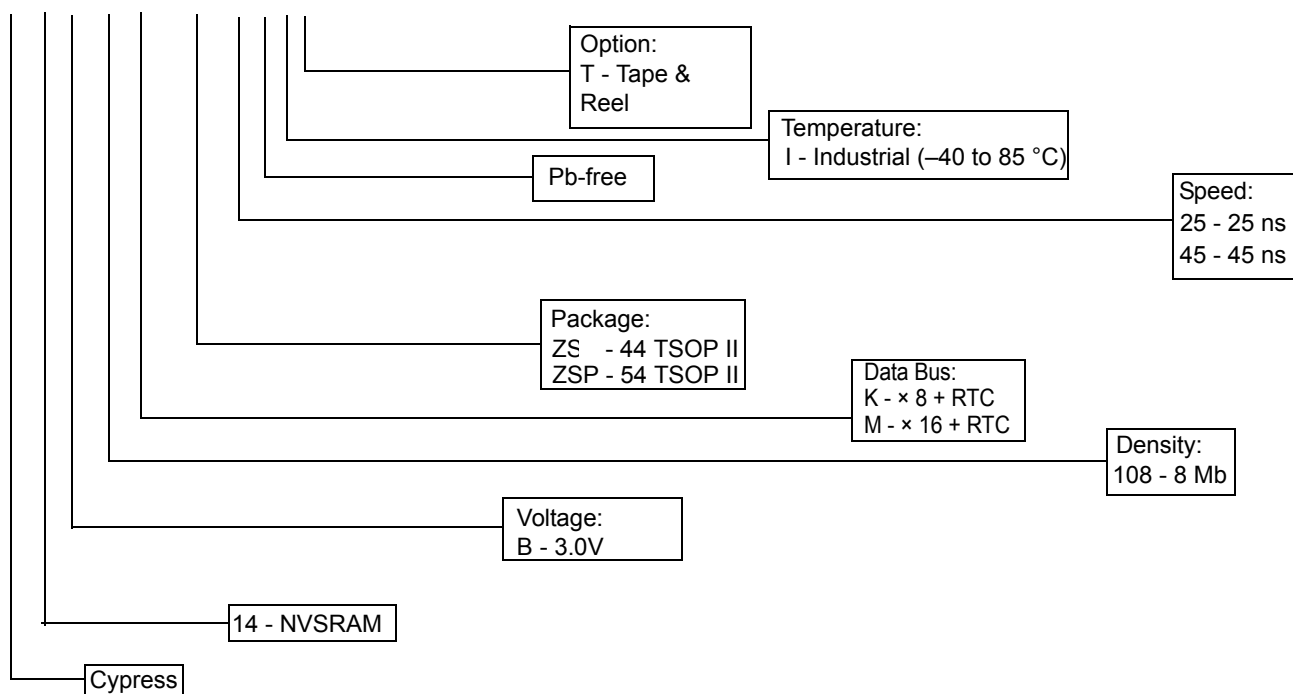 Option:
T - Tape &
Reel
Temperature:
I - Industrial (–40 to 85 °C)
Pb-free
Speed:
25 - 25 ns
45 - 45 ns
Package:
ZS - 44 TSOP II
ZSP - 54 TSOP II
Data Bus:
K - × 8 + RTC
M - × 16 + RTC
Density:
108 - 8 Mb
Voltage:
B - 3.0V
14 - NVSRAM
Cypress